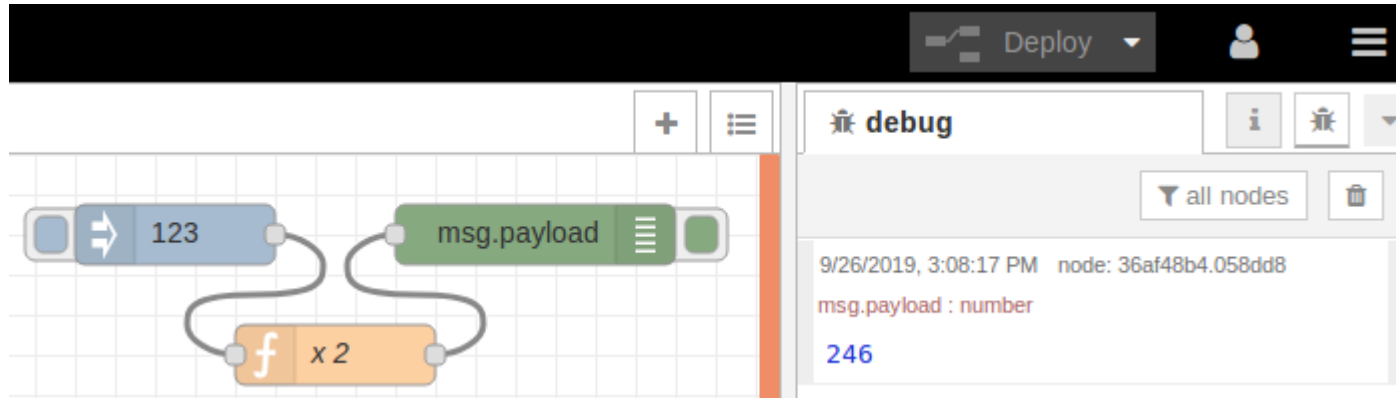 Deploy
debug
i
all nodes
123
msg.payload
x 2
9/26/2019, 3:08:17 PM node: 36af48b4.058dd8
msg.payload : number
246